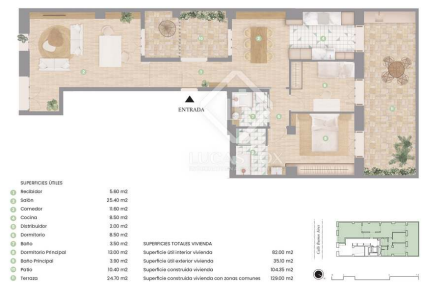 ENTRADA
SUPERFICIES ÚTILES
Recibidor 5.60 m2
Salón 25.40 m2
Comedor 11.60 m2
Cocina 8.50 m2
Distribuidor 2.00 m2
Dormitorio 8.50 m2
Baño 3.50 m2
Dormitorio Principal 13.00 m2
Baño Principal 3.90 m2
Patio 10.40 m2
Terraza 24.70 m2
SUPERFICIES TOTALES VIVIENDA
Superficie útil interior vivienda 82.00 m2
Superficie útil exterior vivienda 35.10 m2
Superficie construida vivienda 104.35 m2
Superficie construida vivienda con zonas comunes 139.00 m2